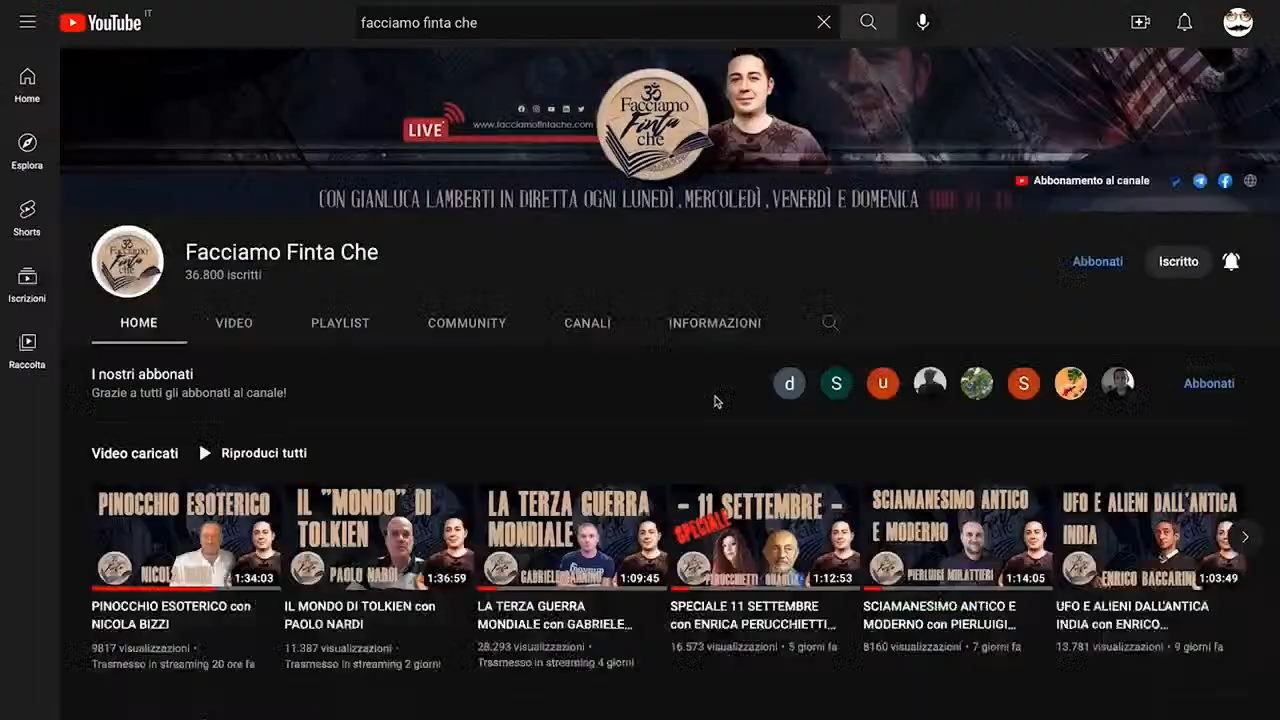 YouTube IT
facciamo finta che
Home
Esplora
Shorts
Iscrizioni
Raccolta
LIVE
www.facciamofintache.com
Facciamo
Finta
che
Abbonamento al canale
CON GIANLUCA LAMBERTI IN DIRETTA OGNI LUNEDÌ, MERCOLEDÌ, VENERDÌ E DOMENICA
Facciamo Finta Che
36.800 iscritti
Abbonati
Iscritto
HOME
VIDEO
PLAYLIST
COMMUNITY
CANALI
INFORMAZIONI
I nostri abbonati
Grazie a tutti gli abbonati al canale!
d
S
u
S
Abbonati
Video caricati
Riproduci tutti
PINOCCHIO ESOTERICO
1:34:03
PINOCCHIO ESOTERICO con
NICOLA BIZZI
9817 visualizzazioni •
Trasmesso in streaming 20 ore fa
IL "MONDO" DI
TOLKIEN
PAOLO NARDI
1:36:59
IL MONDO DI TOLKIEN con
PAOLO NARDI
11.387 visualizzazioni •
Trasmesso in streaming 2 giorni
LA TERZA GUERRA
MONDIALE
1:09:45
LA TERZA GUERRA
MONDIALE con GABRIELE...
28.293 visualizzazioni •
Trasmesso in streaming 4 giorni
- 11 SETTEMBRE -
SPECIALE
1:12:53
SPECIALE 11 SETTEMBRE
con ENRICA PERUCCHIETTI...
16.573 visualizzazioni • 5 giorni fa
SCIAMANESIMO ANTICO
E MODERNO
1:14:05
SCIAMANESIMO ANTICO E
MODERNO con PIERLUIGI...
8160 visualizzazioni • 7 giorni fa
UFO E ALIENI DALL'ANTICA
INDIA
ENRICO BACCARINI
1:03:49
UFO E ALIENI DALL'ANTICA
INDIA con ENRICO...
13.781 visualizzazioni • 9 giorni fa